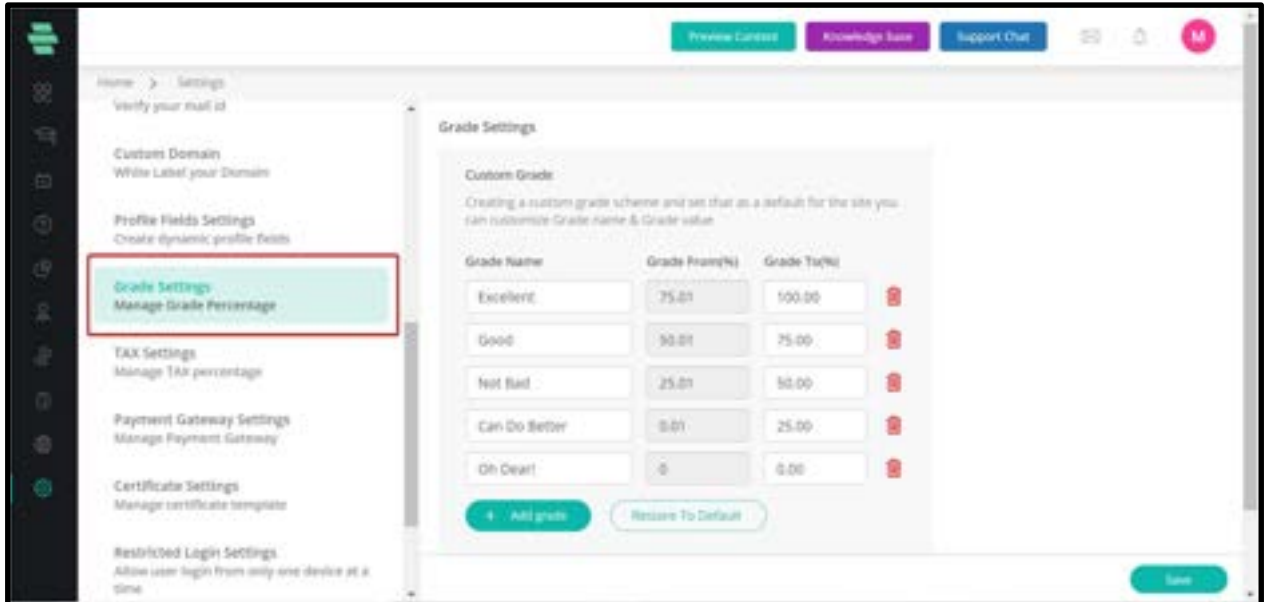 Preview Content
Knowledge Base
Support Chat
M
Home > Settings
Verify your mail id
Custom Domain
White Label your Domain
Profile Fields Settings
Create dynamic profile fields
Grade Settings
Manage Grade Percentage
TAX Settings
Manage TAX percentage
Payment Gateway Settings
Manage Payment Gateway
Certificate Settings
Manage certificate template
Restricted Login Settings
Allow user login from only one device at a
time
Grade Settings
Custom Grade
Creating a custom grade scheme and set that as a default for the site you
can customize Grade name & Grade value
Grade Name Grade From(%) Grade To(%)
Excellent 75.01 100.00
Good 50.01 75.00
Not Bad 25.01 50.00
Can Do Better 0.01 25.00
Oh Dear! 0 0.00
+ Add grade Restore To Default
Save